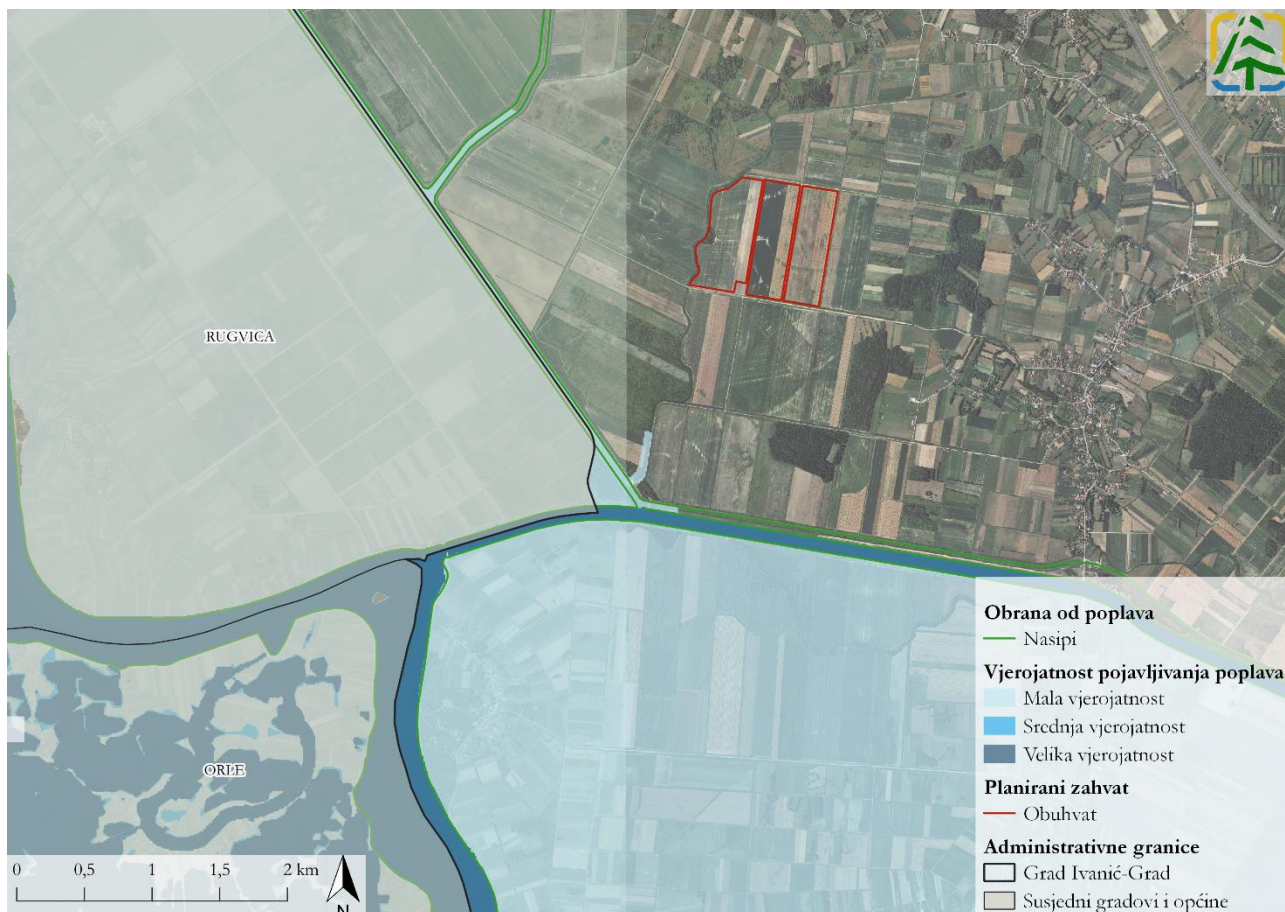 RUGVICA
ORLE
0 0,5 1 1,5 2 km
N
Obrana od poplava
Nasipi
Vjerojatnost pojavljivanja poplava
Mala vjerojatnost
Srednja vjerojatnost
Velika vjerojatnost
Planirani zahvat
Obuhvat
Administrativne granice
Grad Ivanić-Grad
Susjedni gradovi i općine